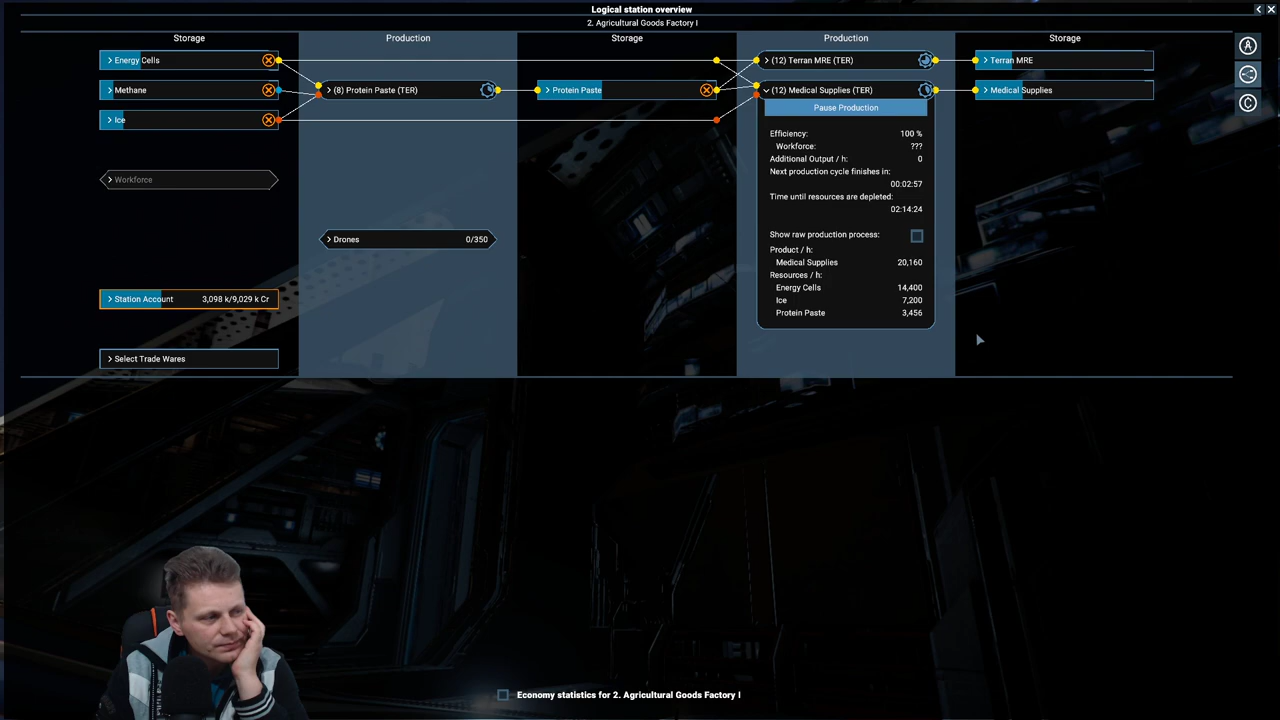 Logical station overview
2. Agricultural Goods Factory I
Storage
Production
Storage
Production
Storage
Energy Cells
(12) Terran MRE (TER)
Terran MRE
Methane
(8) Protein Paste (TER)
Protein Paste
(12) Medical Supplies (TER)
Medical Supplies
Pause Production
Ice
Efficiency: 100 %
Workforce: ???
Additional Output / h: 0
Next production cycle finishes in:
00:02:57
Workforce
Time until resources are depleted:
02:14:24
Show raw production process:
Drones 0/350
Product / h:
Medical Supplies 20,160
Resources / h:
Energy Cells 14,400
Station Account 3,098 k/9,029 k Cr
Ice 7,200
Protein Paste 3,456
Select Trade Wares
Economy statistics for 2. Agricultural Goods Factory I
A
C